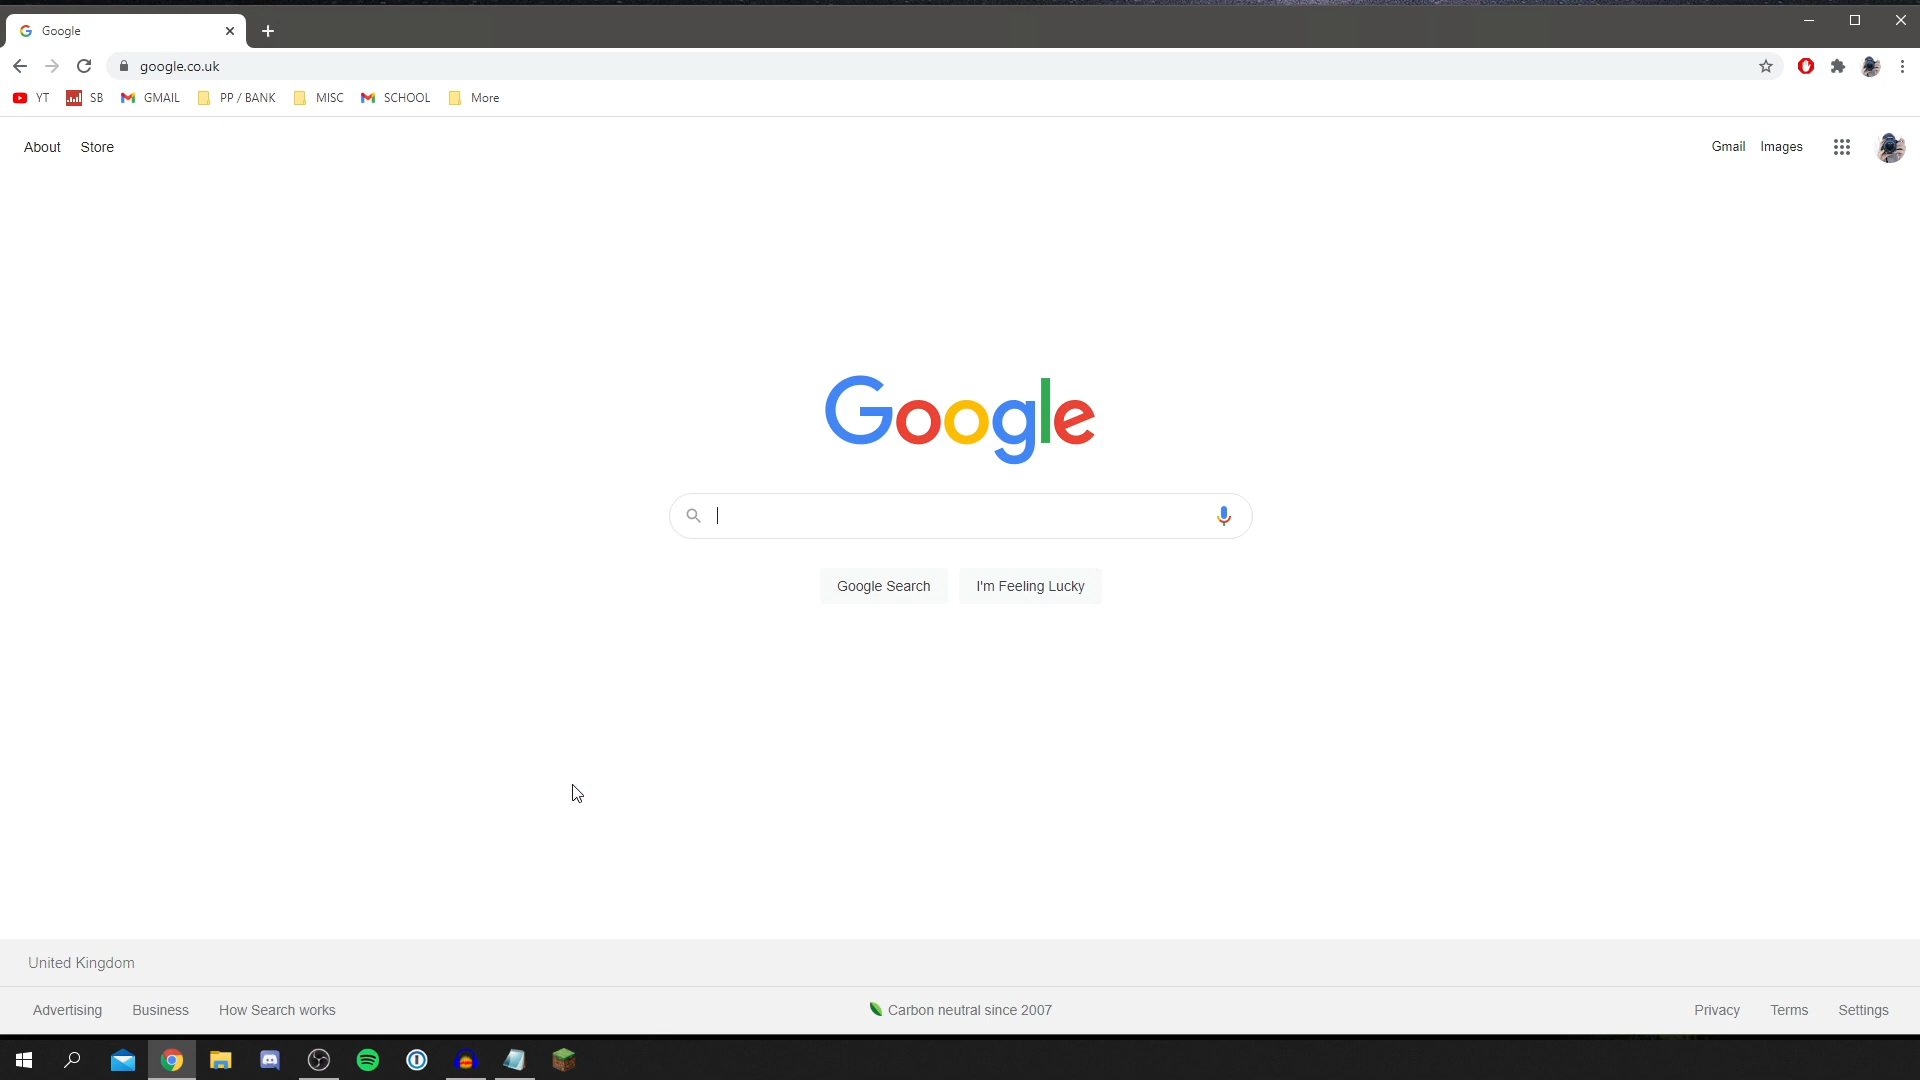 Google
google.co.uk
YT SB GMAIL PP / BANK MISC SCHOOL More
About Store Gmail Images
Google
Google Search I'm Feeling Lucky
United Kingdom
Advertising Business How Search works Carbon neutral since 2007 Privacy Terms Settings